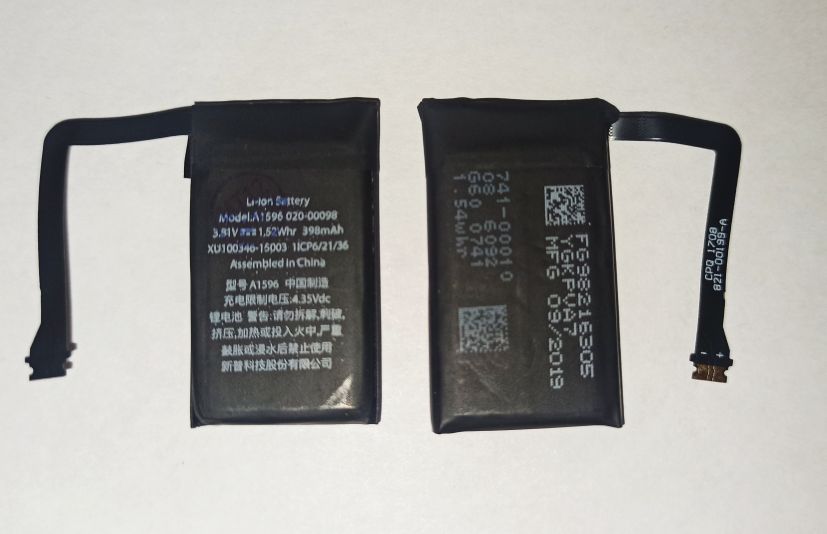 Li-ion Battery
Model:A1596 020-00098
3.81V 1.52Whr 398mAh
XU100346-15003 1ICP6/21/36
Assembled in China
型号 A1596 中国制造
充电限制电压:4.35Vdc
锂电池 警告:请勿拆解,刺破,
挤压,加热或投入火中,严重
鼓胀或浸水后禁止使用
新普科技股份有限公司
FG98216305
YGKPUA7
MFG 09/2019
741-00010
08 6092
G60 0741
1.54whr
CPQ 1708
821-00199-A
- +